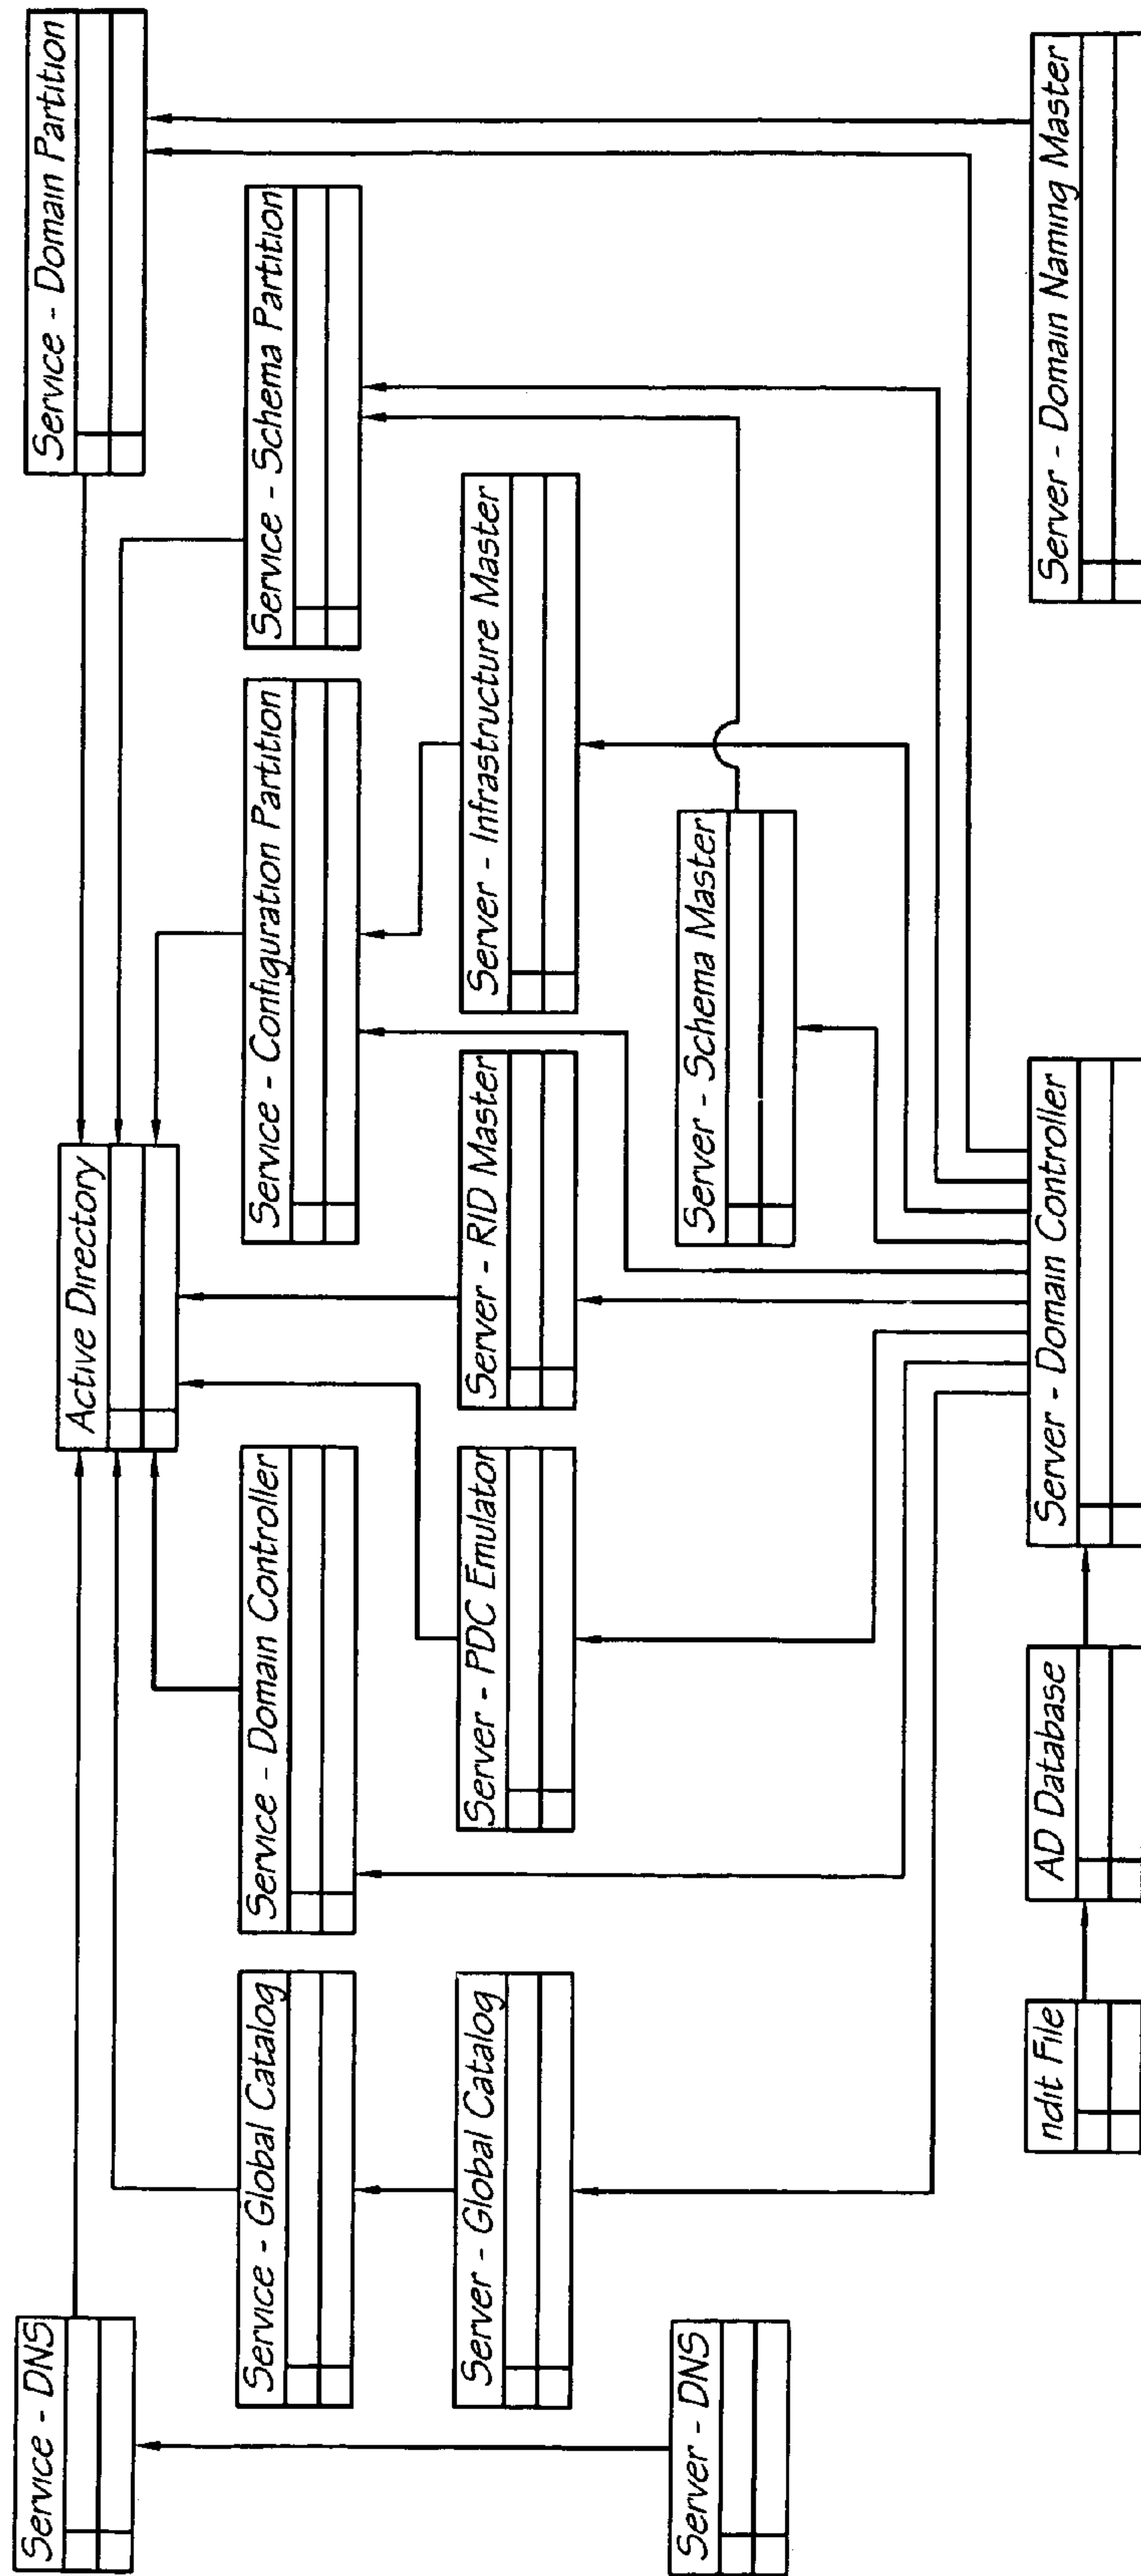 Service - DNS
Active Directory
Service - Domain Partition
Service - Global Catalog
Service - Domain Controller
Service - Configuration Partition
Service - Schema Partition
Server - Global Catalog
Server - PDC Emulator
Server - RID Master
Server - Infrastructure Master
Server - DNS
Server - Schema Master
ndit File
AD Database
Server - Domain Controller
Server - Domain Naming Master